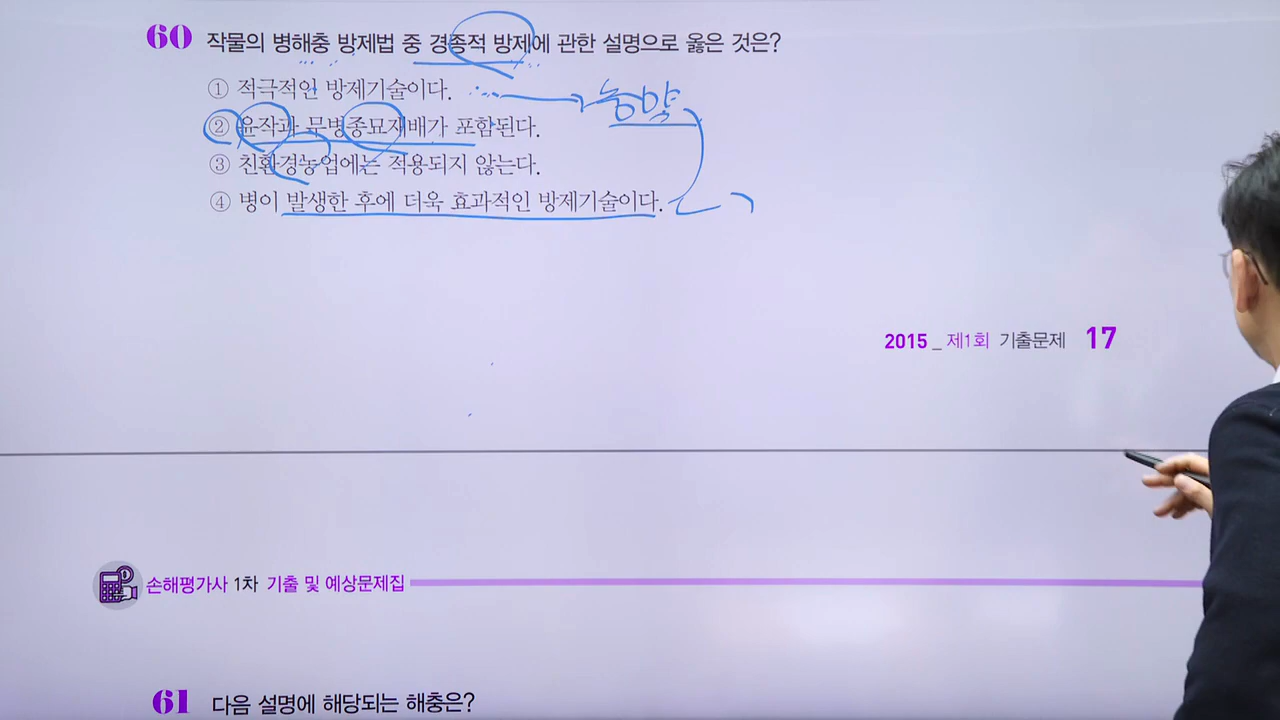 60 작물의 병해충 방제법 중 경종적 방제에 관한 설명으로 옳은 것은?
① 적극적인 방제기술이다.
농약
② 윤작과 무병종묘재배가 포함된다.
③ 친환경농업에는 적용되지 않는다.
④ 병이 발생한 후에 더욱 효과적인 방제기술이다.
2015 _ 제1회 기출문제 17
손해평가사 1차 기출 및 예상문제집
61 다음 설명에 해당되는 해충은?